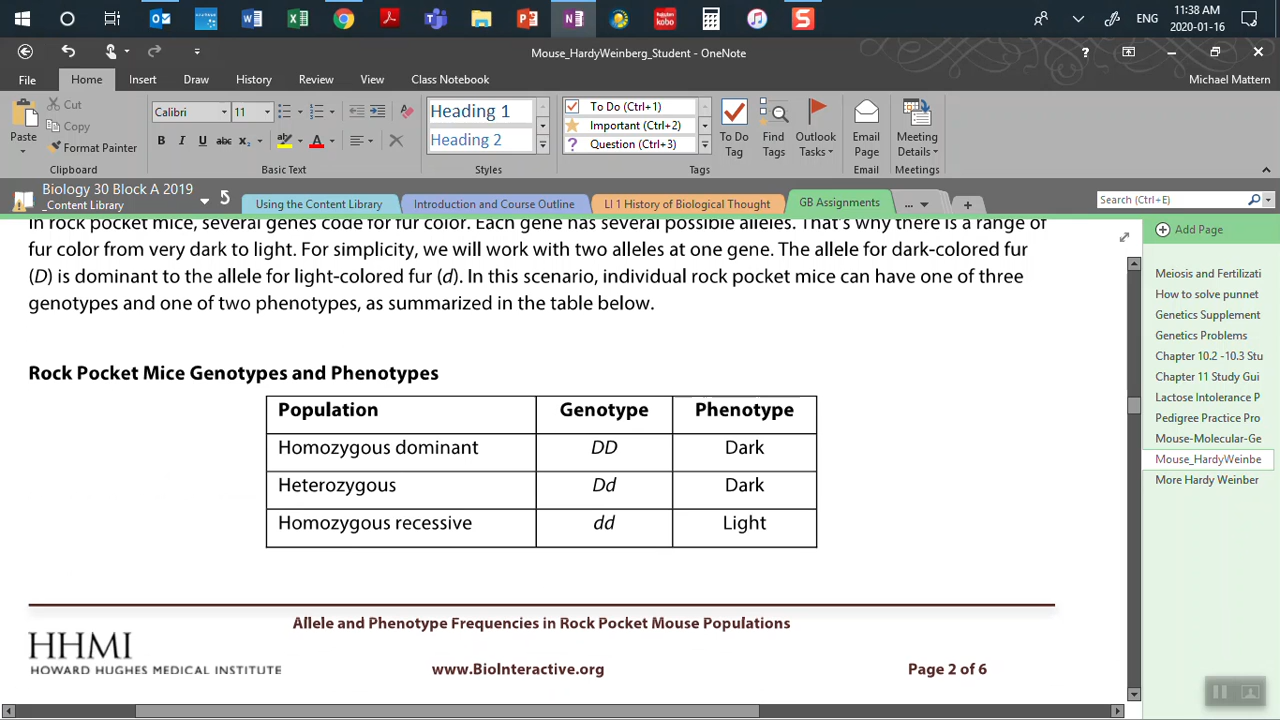 ENG
11:38 AM
2020-01-16
Mouse_HardyWeinberg_Student - OneNote
File Home Insert Draw History Review View Class Notebook Michael Mattern
Paste
Cut
Copy
Format Painter
Clipboard
Calibri 11
B I U abc x₂ A
Basic Text
Heading 1
Heading 2
Styles
To Do (Ctrl+1)
Important (Ctrl+2)
Question (Ctrl+3)
To Do Tag
Find Tags
Outlook Tasks
Tags
Email Page
Email
Meeting Details
Meetings
Biology 30 Block A 2019
_Content Library
Using the Content Library Introduction and Course Outline LI 1 History of Biological Thought GB Assignments ... + Search (Ctrl+E)
In rock pocket mice, several genes code for fur color. Each gene has several possible alleles. That's why there is a range of
fur color from very dark to light. For simplicity, we will work with two alleles at one gene. The allele for dark-colored fur
(D) is dominant to the allele for light-colored fur (d). In this scenario, individual rock pocket mice can have one of three
genotypes and one of two phenotypes, as summarized in the table below.
Rock Pocket Mice Genotypes and Phenotypes
Population Genotype Phenotype
Homozygous dominant DD Dark
Heterozygous Dd Dark
Homozygous recessive dd Light
Allele and Phenotype Frequencies in Rock Pocket Mouse Populations
HHMI
HOWARD HUGHES MEDICAL INSTITUTE
www.BioInteractive.org
Page 2 of 6
Add Page
Meiosis and Fertilizati
How to solve punnet
Genetics Supplement
Genetics Problems
Chapter 10.2 -10.3 Stu
Chapter 11 Study Gui
Lactose Intolerance P
Pedigree Practice Pro
Mouse-Molecular-Ge
Mouse_HardyWeinbe
More Hardy Weinber